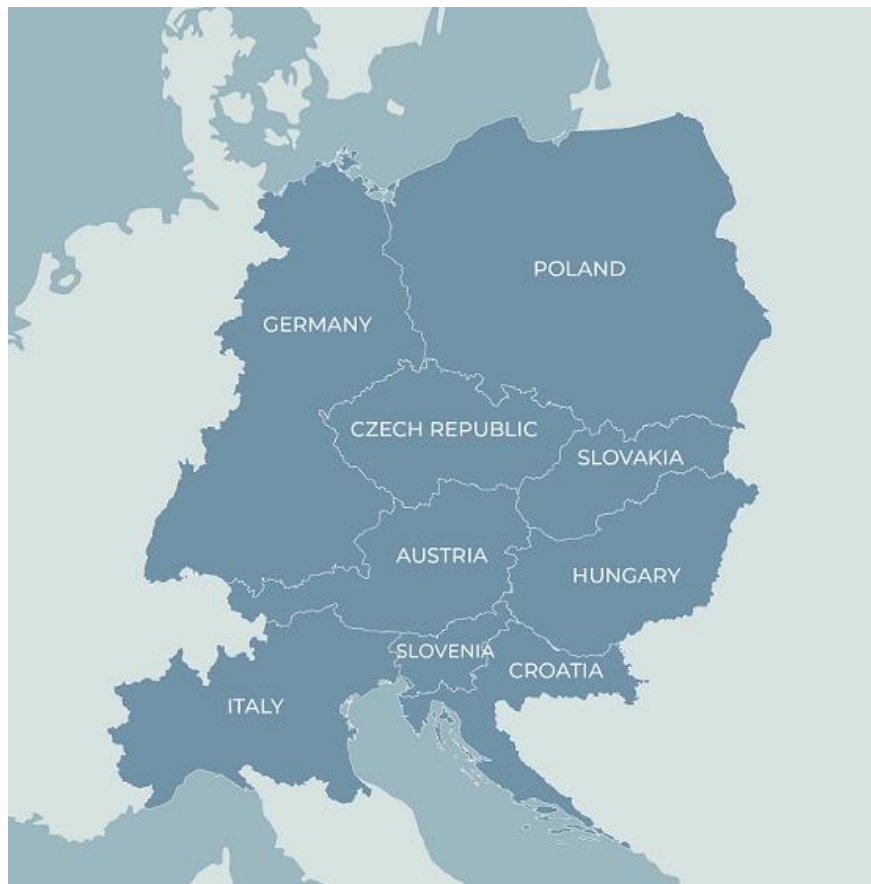 POLAND
GERMANY
CZECH REPUBLIC
SLOVAKIA
AUSTRIA
HUNGARY
SLOVENIA
CROATIA
ITALY